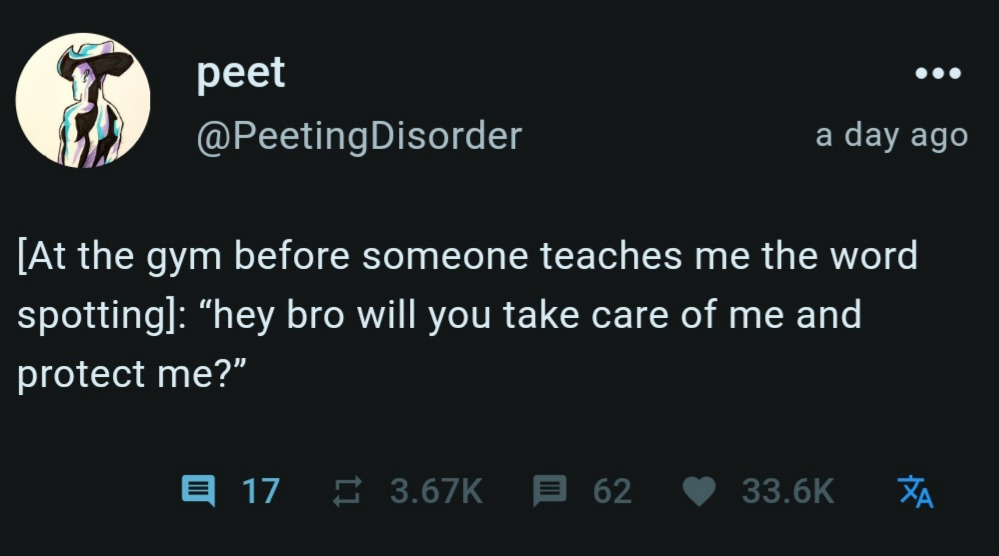 peet
@PeetingDisorder
a day ago
[At the gym before someone teaches me the word
spotting]: “hey bro will you take care of me and
protect me?”
17 3.67K 62 33.6K